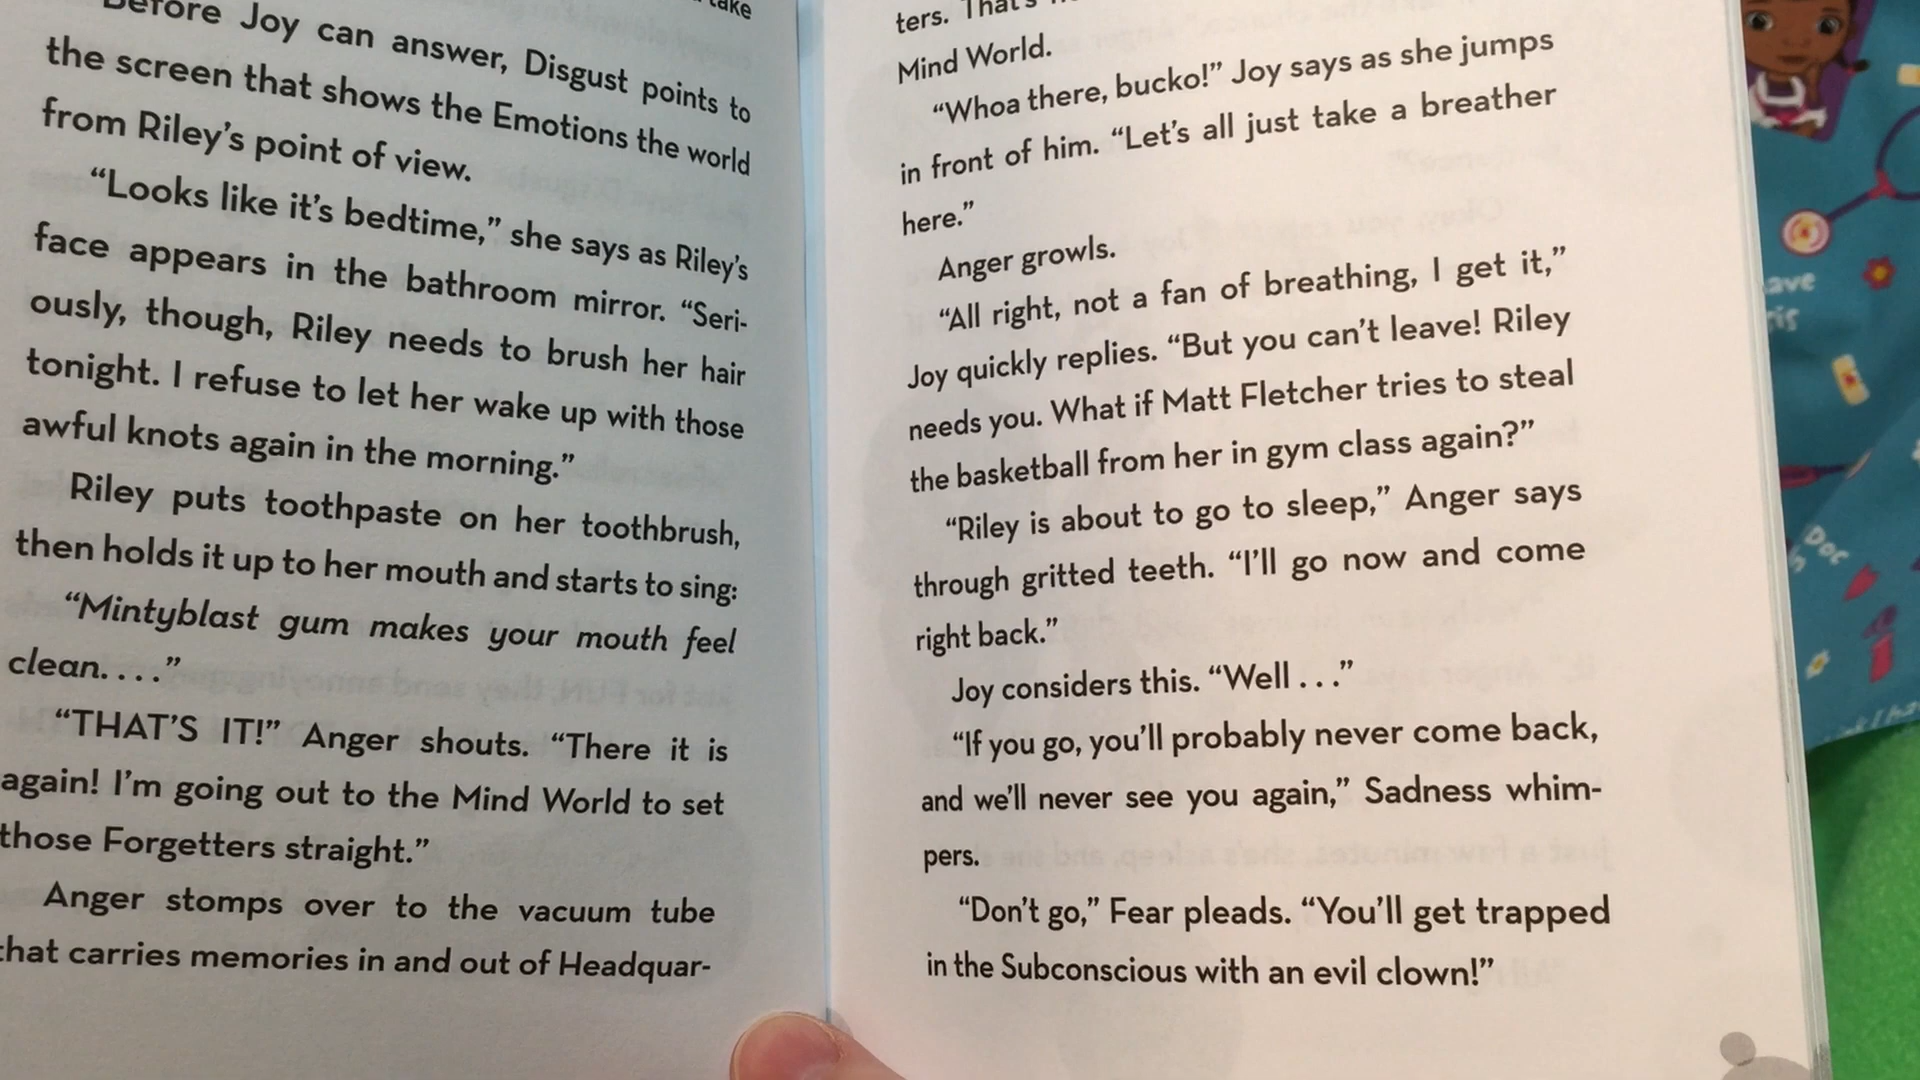 take
Before Joy can answer, Disgust points to
the screen that shows the Emotions the world
from Riley's point of view.
“Looks like it's bedtime,” she says as Riley's
face appears in the bathroom mirror. “Seri-
ously, though, Riley needs to brush her hair
tonight. I refuse to let her wake up with those
awful knots again in the morning.”
Riley puts toothpaste on her toothbrush,
then holds it up to her mouth and starts to sing:
“Mintyblast gum makes your mouth feel
clean. . . .”
“THAT'S IT!” Anger shouts. “There it is
again! I'm going out to the Mind World to set
those Forgetters straight.”
Anger stomps over to the vacuum tube
that carries memories in and out of Headquar-
ters. That's
Mind World.
“Whoa there, bucko!” Joy says as she jumps
in front of him. “Let's all just take a breather
here.”
Anger growls.
“All right, not a fan of breathing, I get it,”
Joy quickly replies. “But you can't leave! Riley
needs you. What if Matt Fletcher tries to steal
the basketball from her in gym class again?”
“Riley is about to go to sleep,” Anger says
through gritted teeth. “I'll go now and come
right back.”
Joy considers this. “Well . . .”
“If you go, you'll probably never come back,
and we'll never see you again,” Sadness whim-
pers.
“Don't go,” Fear pleads. “You'll get trapped
in the Subconscious with an evil clown!”
Doc